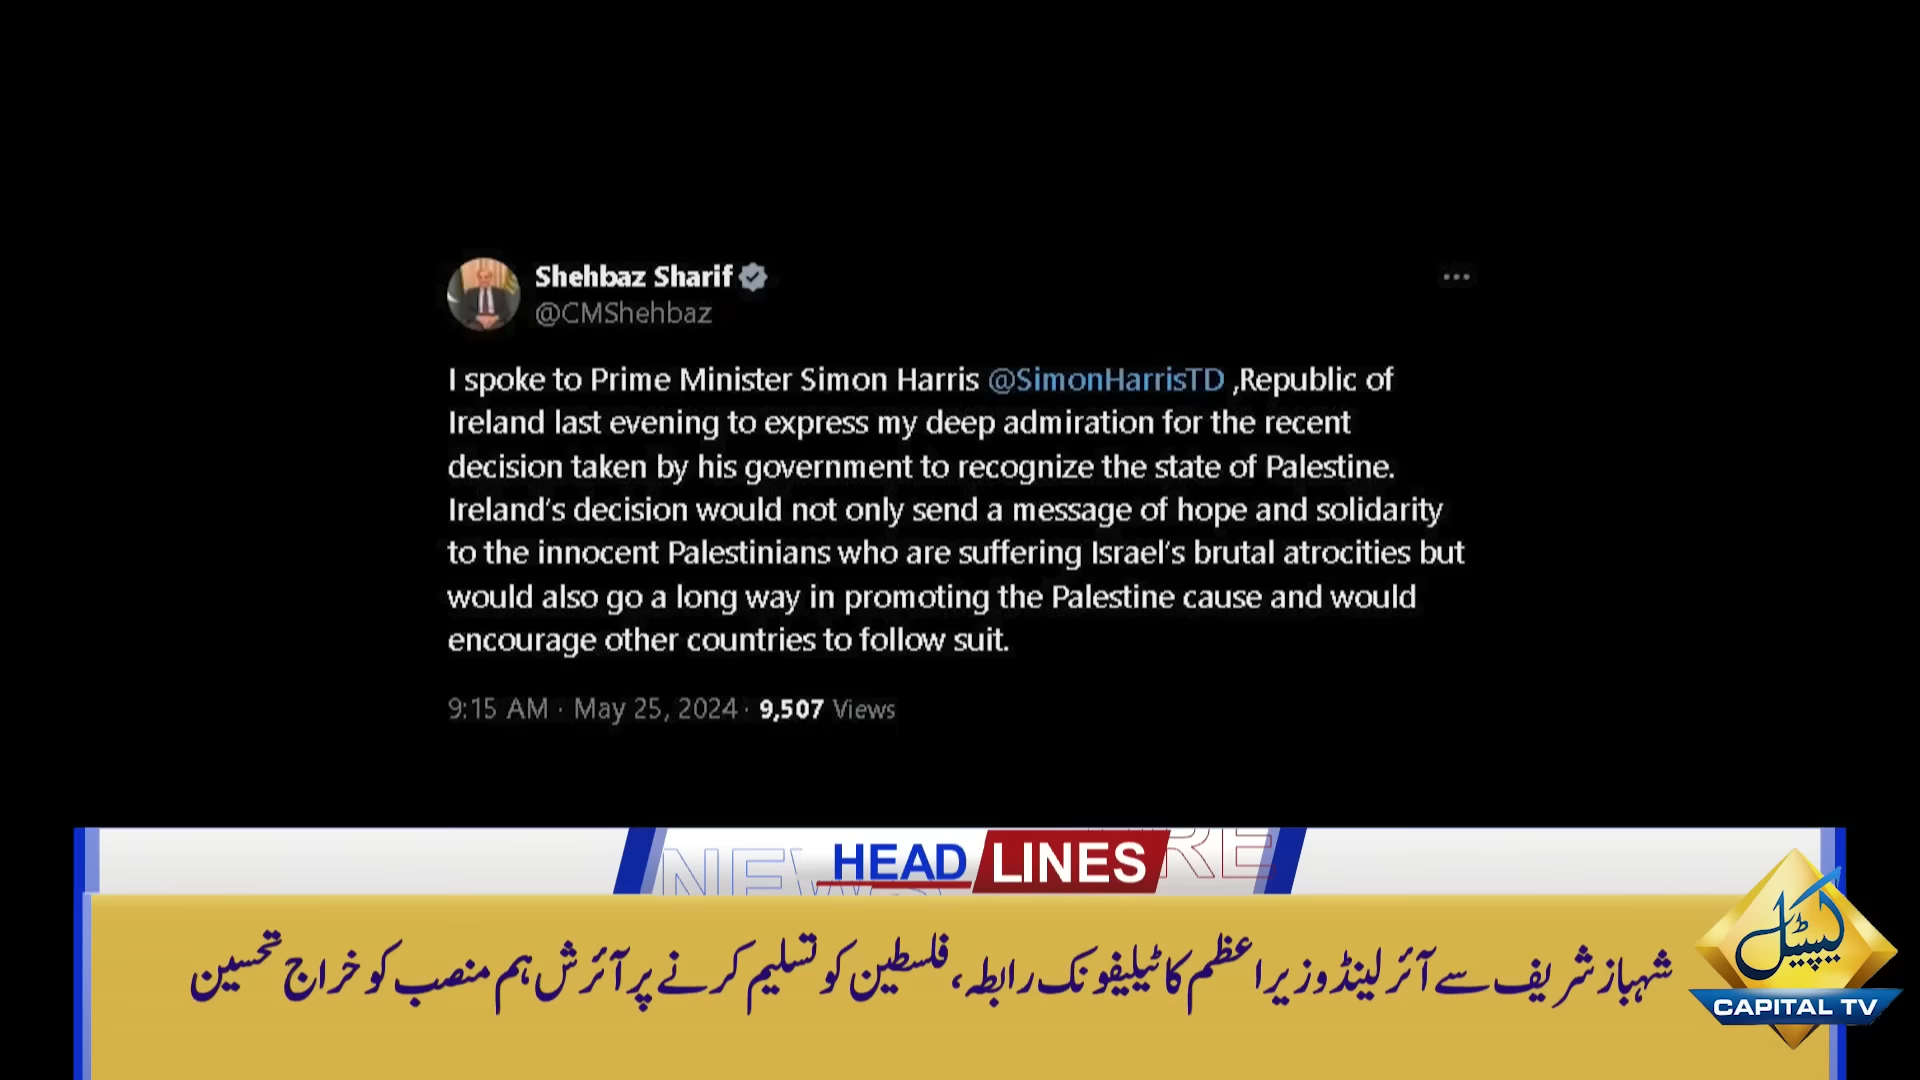 Shehbaz Sharif
@CMShehbaz
I spoke to Prime Minister Simon Harris @SimonHarrisTD ,Republic of
Ireland last evening to express my deep admiration for the recent
decision taken by his government to recognize the state of Palestine.
Ireland's decision would not only send a message of hope and solidarity
to the innocent Palestinians who are suffering Israel's brutal atrocities but
would also go a long way in promoting the Palestine cause and would
encourage other countries to follow suit.
9:15 AM · May 25, 2024 · 9,507 Views
HEAD LINES
شہباز شریف سے آئرلینڈ وزیراعظم کا ٹیلیفونک رابطہ، فلسطین کو تسلیم کرنے پر آئرش ہم منصب کو خراج تحسین
کیپیٹل
CAPITAL TV